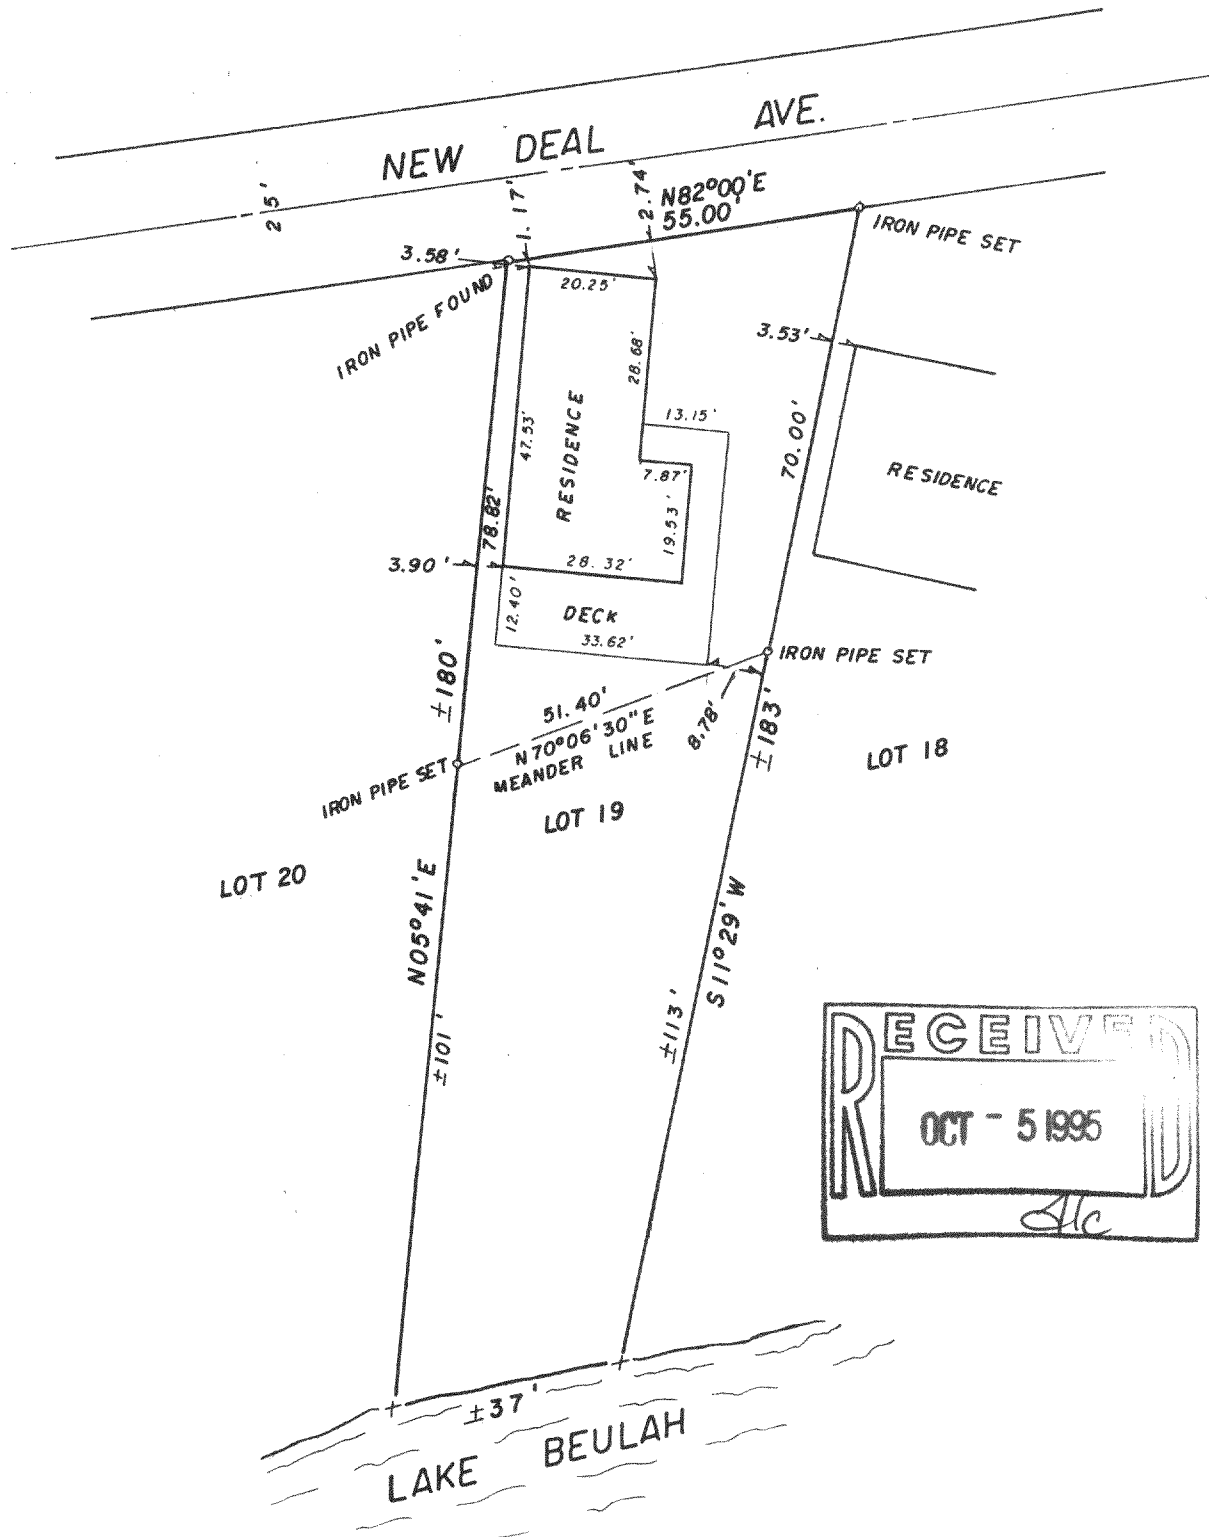 NEW DEAL AVE.
25'
1.17'
2.74'
N82°00'E
55.00'
3.58'
IRON PIPE FOUND
IRON PIPE SET
20.25'
28.68'
3.53'
13.15'
47.53'
RESIDENCE
7.87'
70.00'
RESIDENCE
19.53'
78.82'
3.90'
28.32'
12.40'
DECK
33.62'
IRON PIPE SET
±180'
51.40'
N70°06'30"E
MEANDER LINE
8.78'
±183'
LOT 18
IRON PIPE SET
LOT 19
LOT 20
N05°41'E
S11°29'W
±101'
±113'
RECEIVED
OCT - 5 1995
±37'
LAKE BEULAH